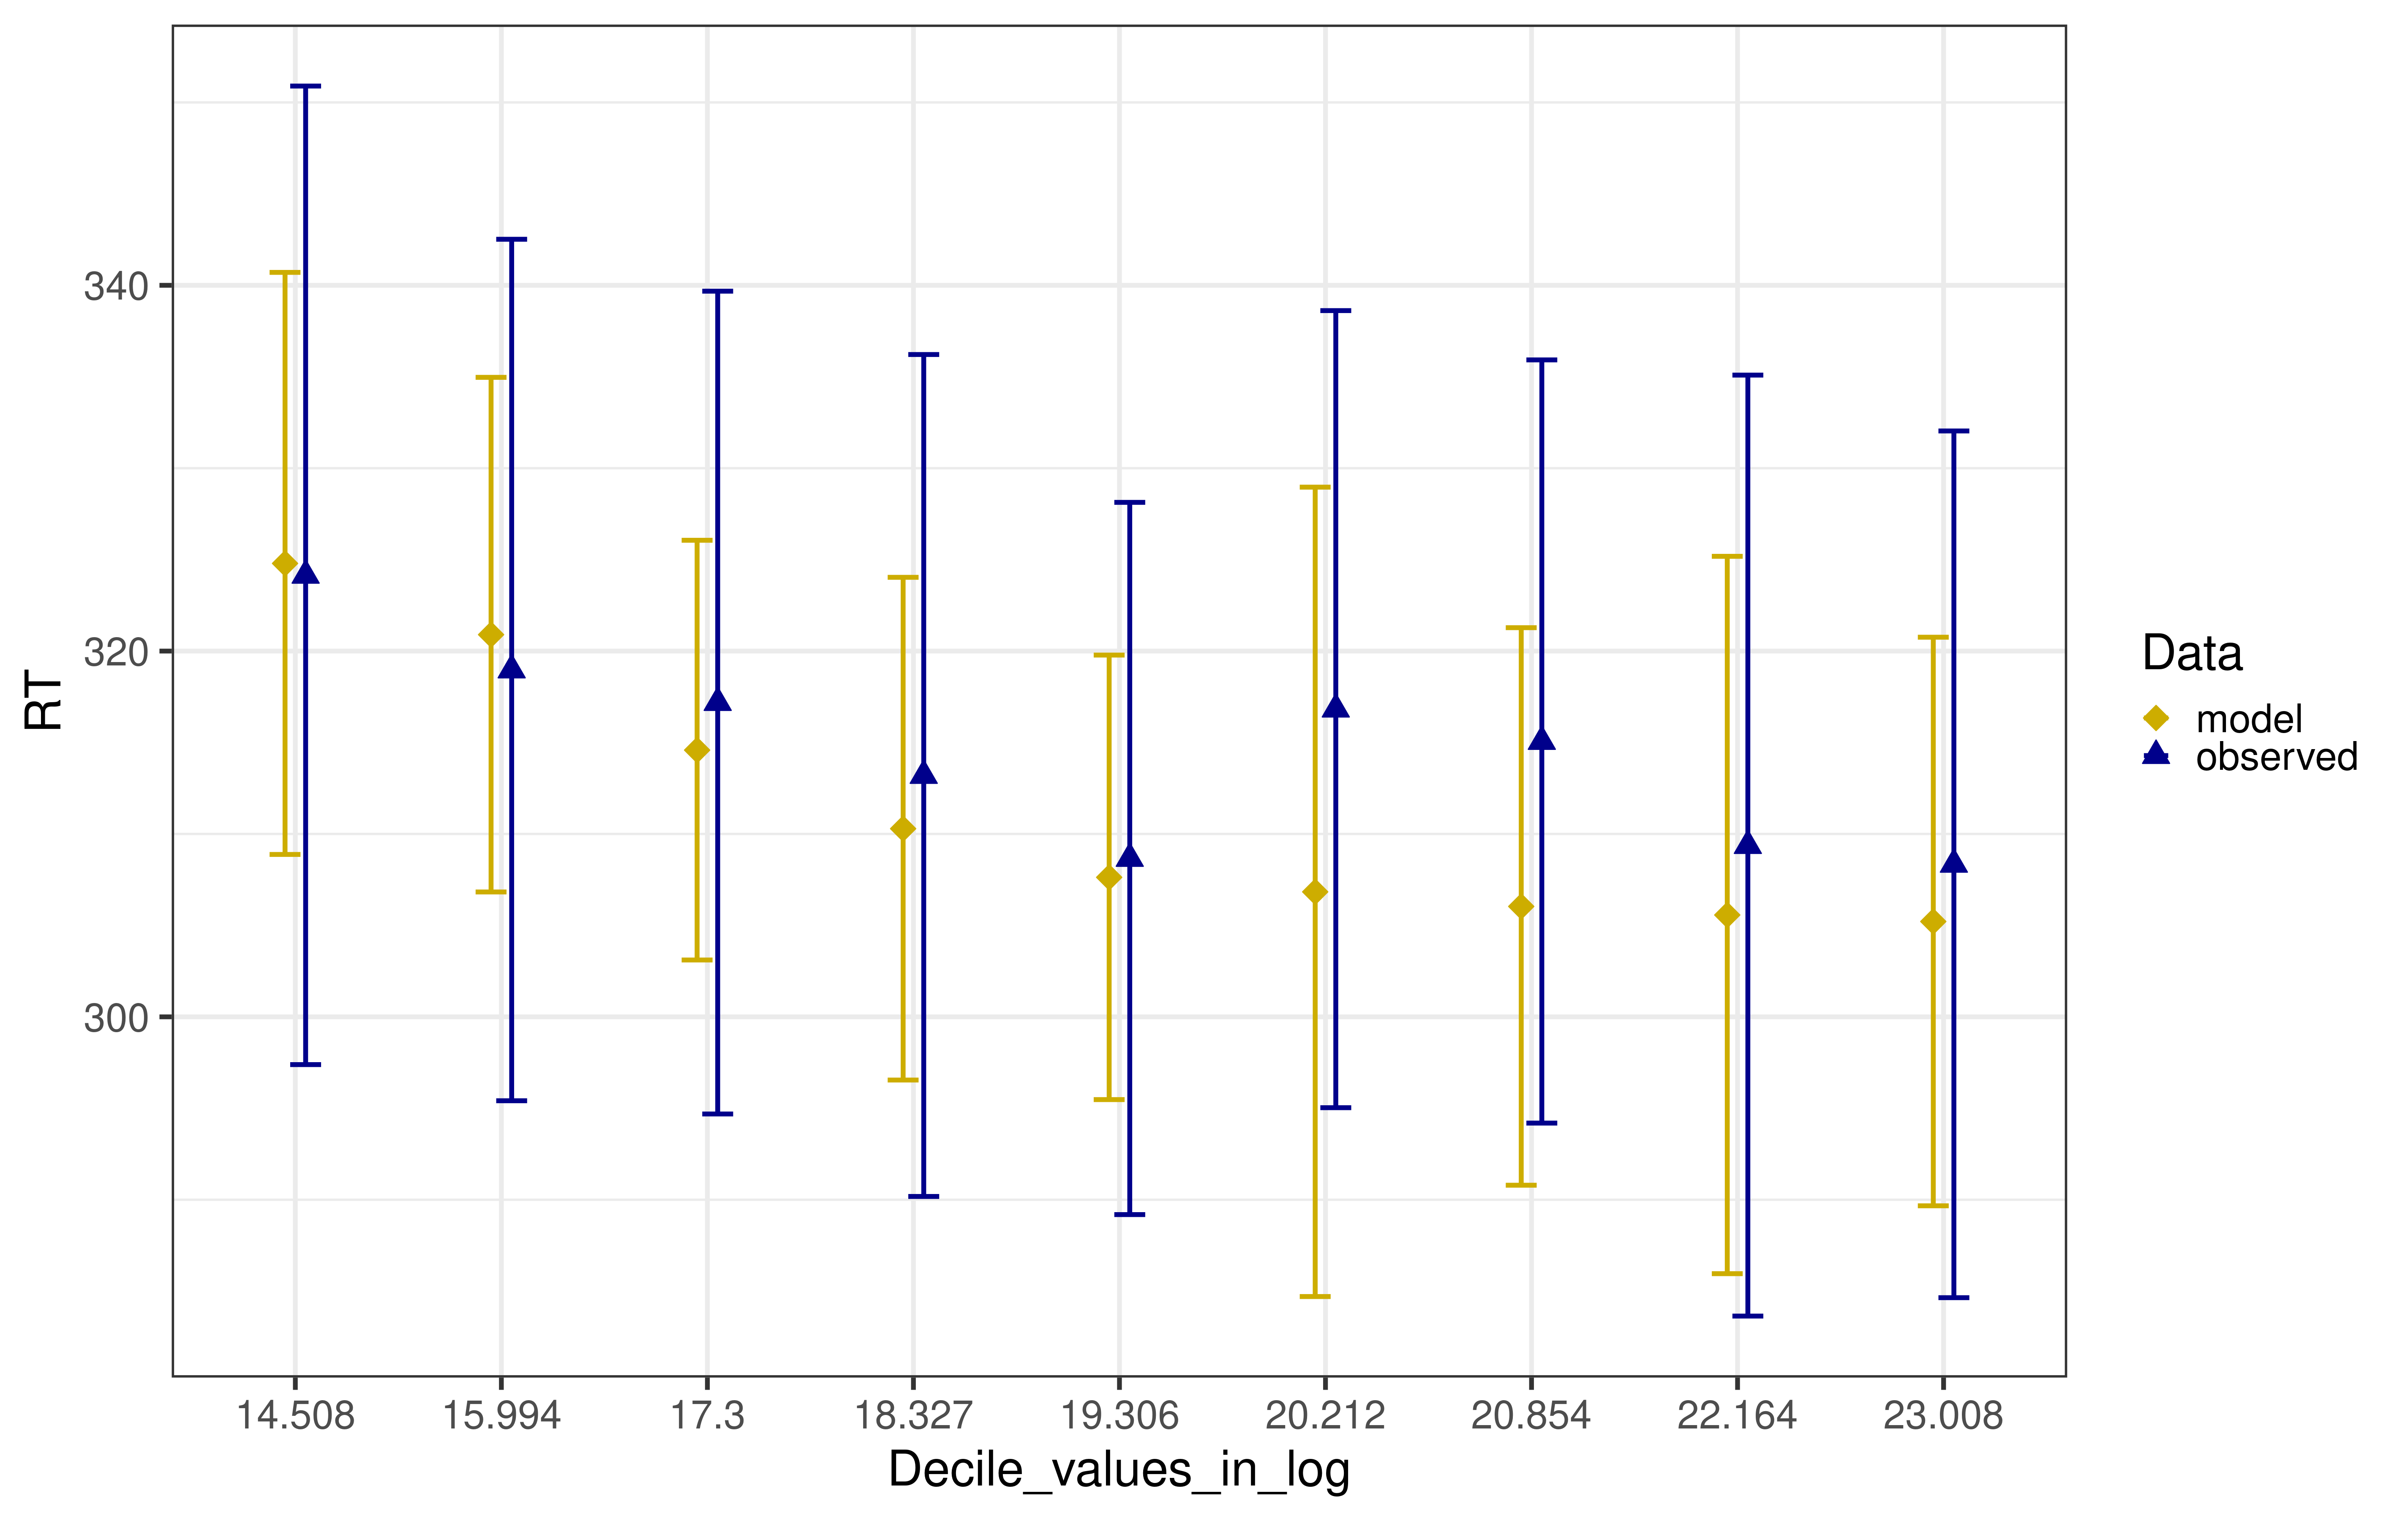 RT
340
320
300
14.508 15.994 17.3 18.327 19.306 20.212 20.854 22.164 23.008
Decile_values_in_log
Data
model
observed